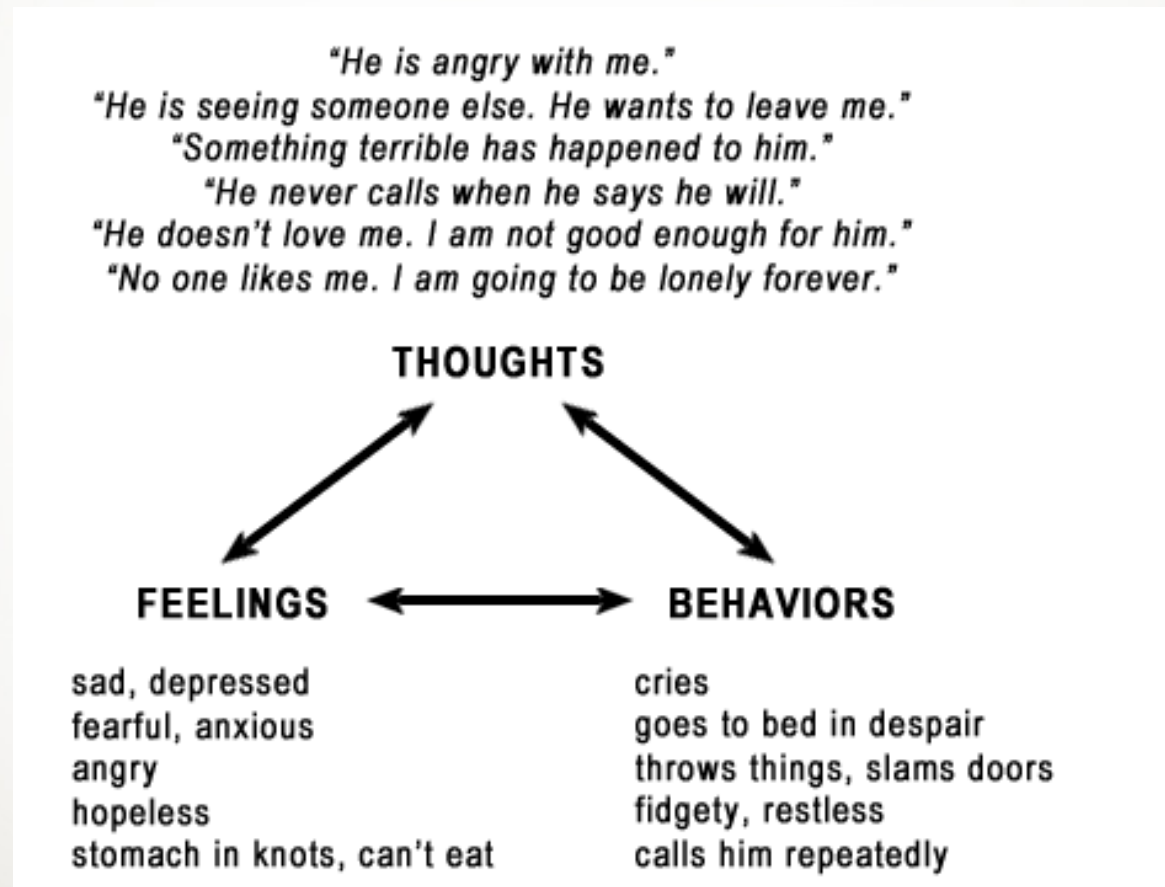 “He is angry with me.”
“He is seeing someone else. He wants to leave me.”
“Something terrible has happened to him.”
“He never calls when he says he will.”
“He doesn’t love me. I am not good enough for him.”
“No one likes me. I am going to be lonely forever.”
THOUGHTS
FEELINGS
sad, depressed
fearful, anxious
angry
hopeless
stomach in knots, can't eat
BEHAVIORS
cries
goes to bed in despair
throws things, slams doors
fidgety, restless
calls him repeatedly